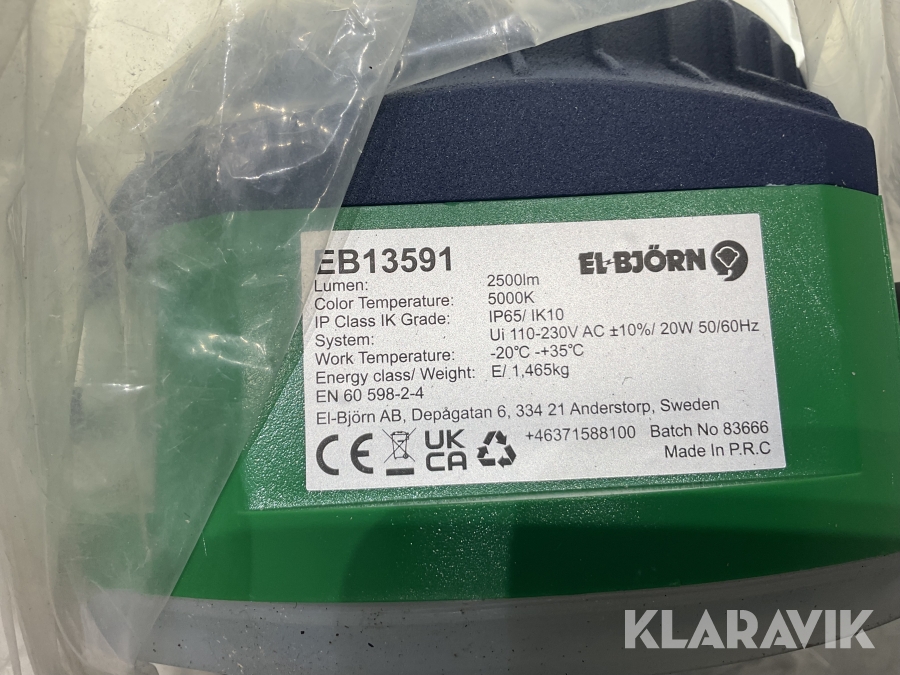 EB13591
EL-BJÖRN
Lumen: 2500lm
Color Temperature: 5000K
IP Class IK Grade: IP65/ IK10
System: Ui 110-230V AC ±10%/ 20W 50/60Hz
Work Temperature: -20℃ -+35℃
Energy class/ Weight: E/ 1,465kg
EN 60 598-2-4
El-Björn AB, Depågatan 6, 334 21 Anderstorp, Sweden
CE UK CA +46371588100 Batch No 83666
Made In P.R.C
KLARAVIK